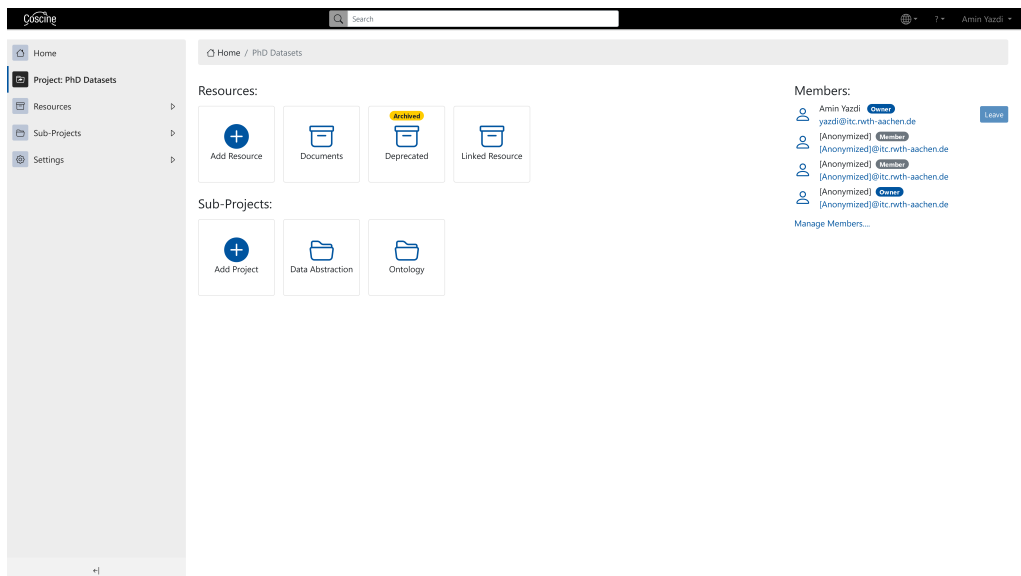 Coscine
Search
? Amin Yazdi
Home
Project: PhD Datasets
Resources
Sub-Projects
Settings
Home / PhD Datasets
Resources:
Add Resource
Documents
Archived
Deprecated
Linked Resource
Sub-Projects:
Add Project
Data Abstraction
Ontology
Members:
Amin Yazdi Owner
yazdi@itc.rwth-aachen.de
Leave
[Anonymized] Member
[Anonymized]@itc.rwth-aachen.de
[Anonymized] Member
[Anonymized]@itc.rwth-aachen.de
[Anonymized] Owner
[Anonymized]@itc.rwth-aachen.de
Manage Members....